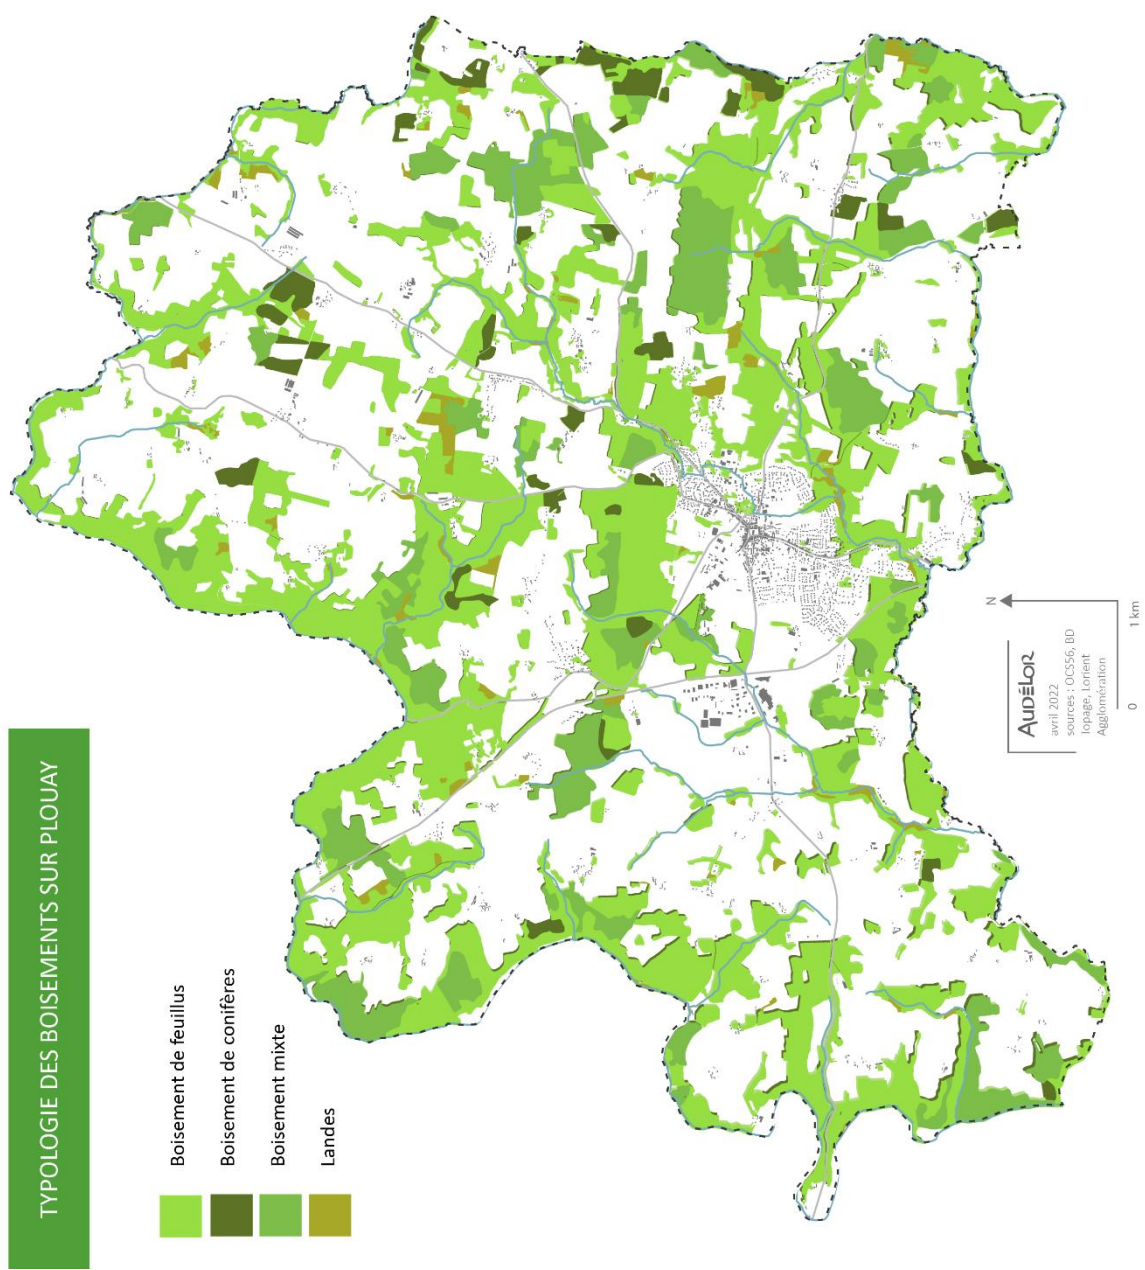 TYPOLOGIE DES BOISEMENTS SUR PLOUAY
Boisement de feuillus
Boisement de conifères
Boisement mixte
Landes
N
AUDÉLOR
avril 2022
sources : OCS56, BD
Topage, Lorient
Agglomération
0 1 km